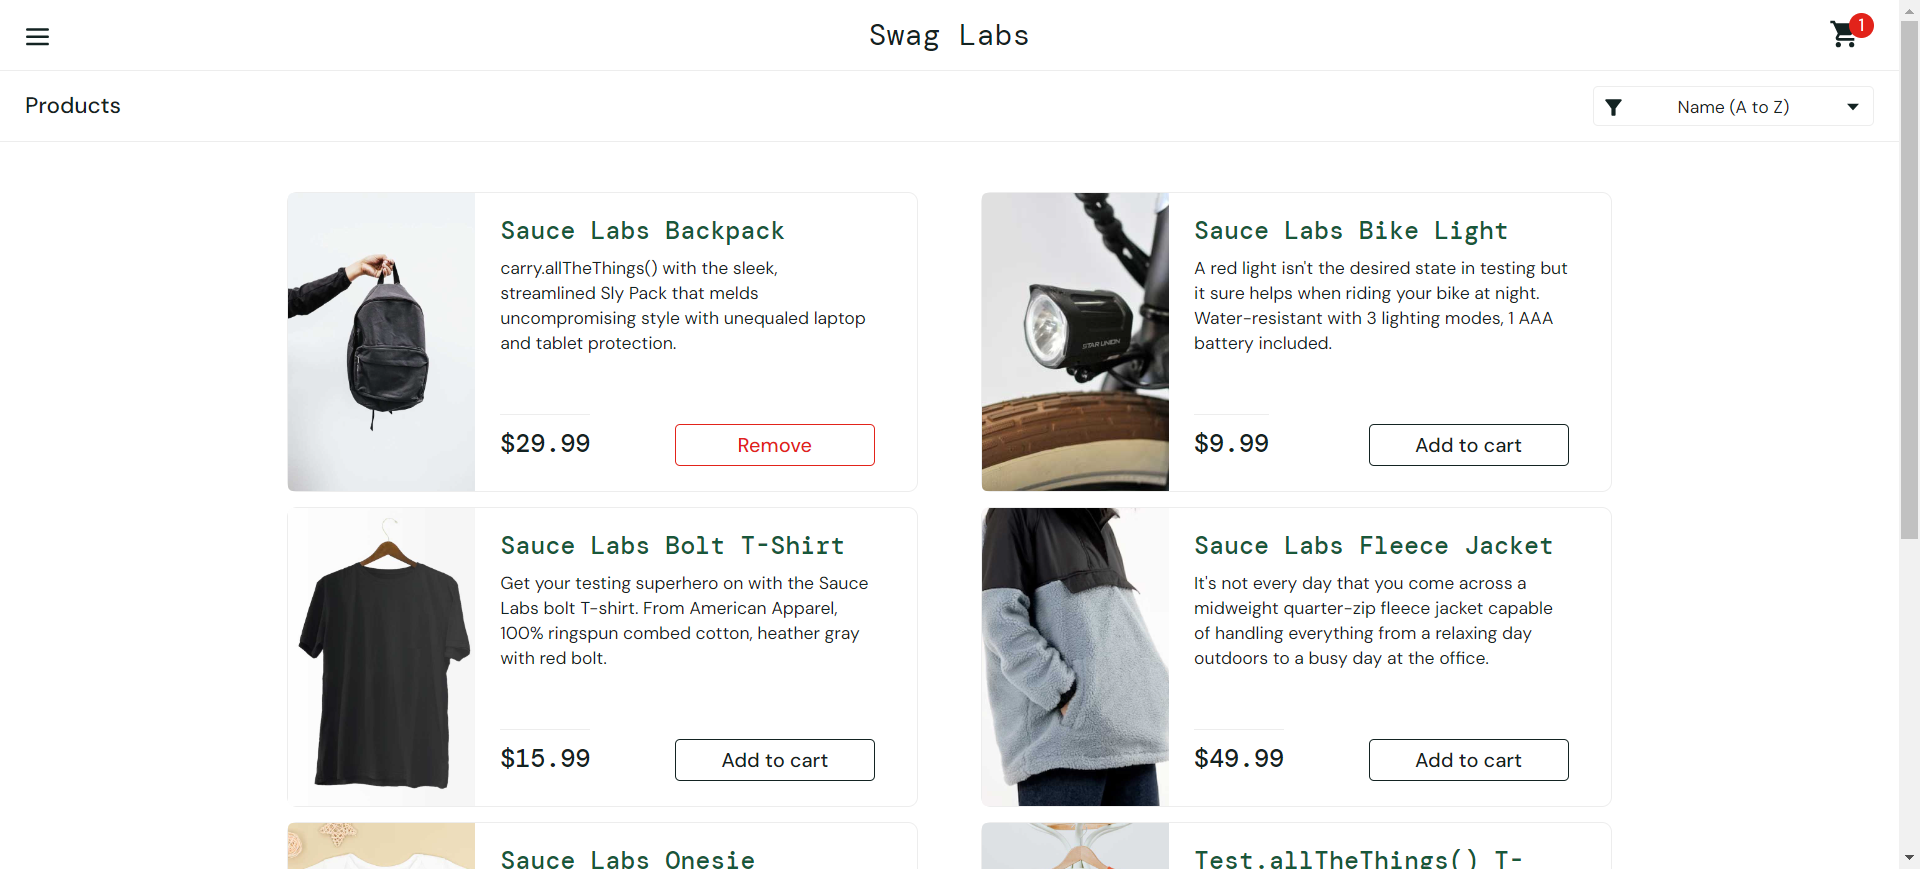 Swag Labs
1
Products
Name (A to Z)
Sauce Labs Backpack
carry.allTheThings() with the sleek,
streamlined Sly Pack that melds
uncompromising style with unequaled laptop
and tablet protection.
$29.99
Remove
Sauce Labs Bike Light
A red light isn't the desired state in testing but
it sure helps when riding your bike at night.
Water-resistant with 3 lighting modes, 1 AAA
battery included.
STAR UNION
$9.99
Add to cart
Sauce Labs Bolt T-Shirt
Get your testing superhero on with the Sauce
Labs bolt T-shirt. From American Apparel,
100% ringspun combed cotton, heather gray
with red bolt.
$15.99
Add to cart
Sauce Labs Fleece Jacket
It's not every day that you come across a
midweight quarter-zip fleece jacket capable
of handling everything from a relaxing day
outdoors to a busy day at the office.
$49.99
Add to cart
Sauce Labs Onesie
Test.allTheThings() T-